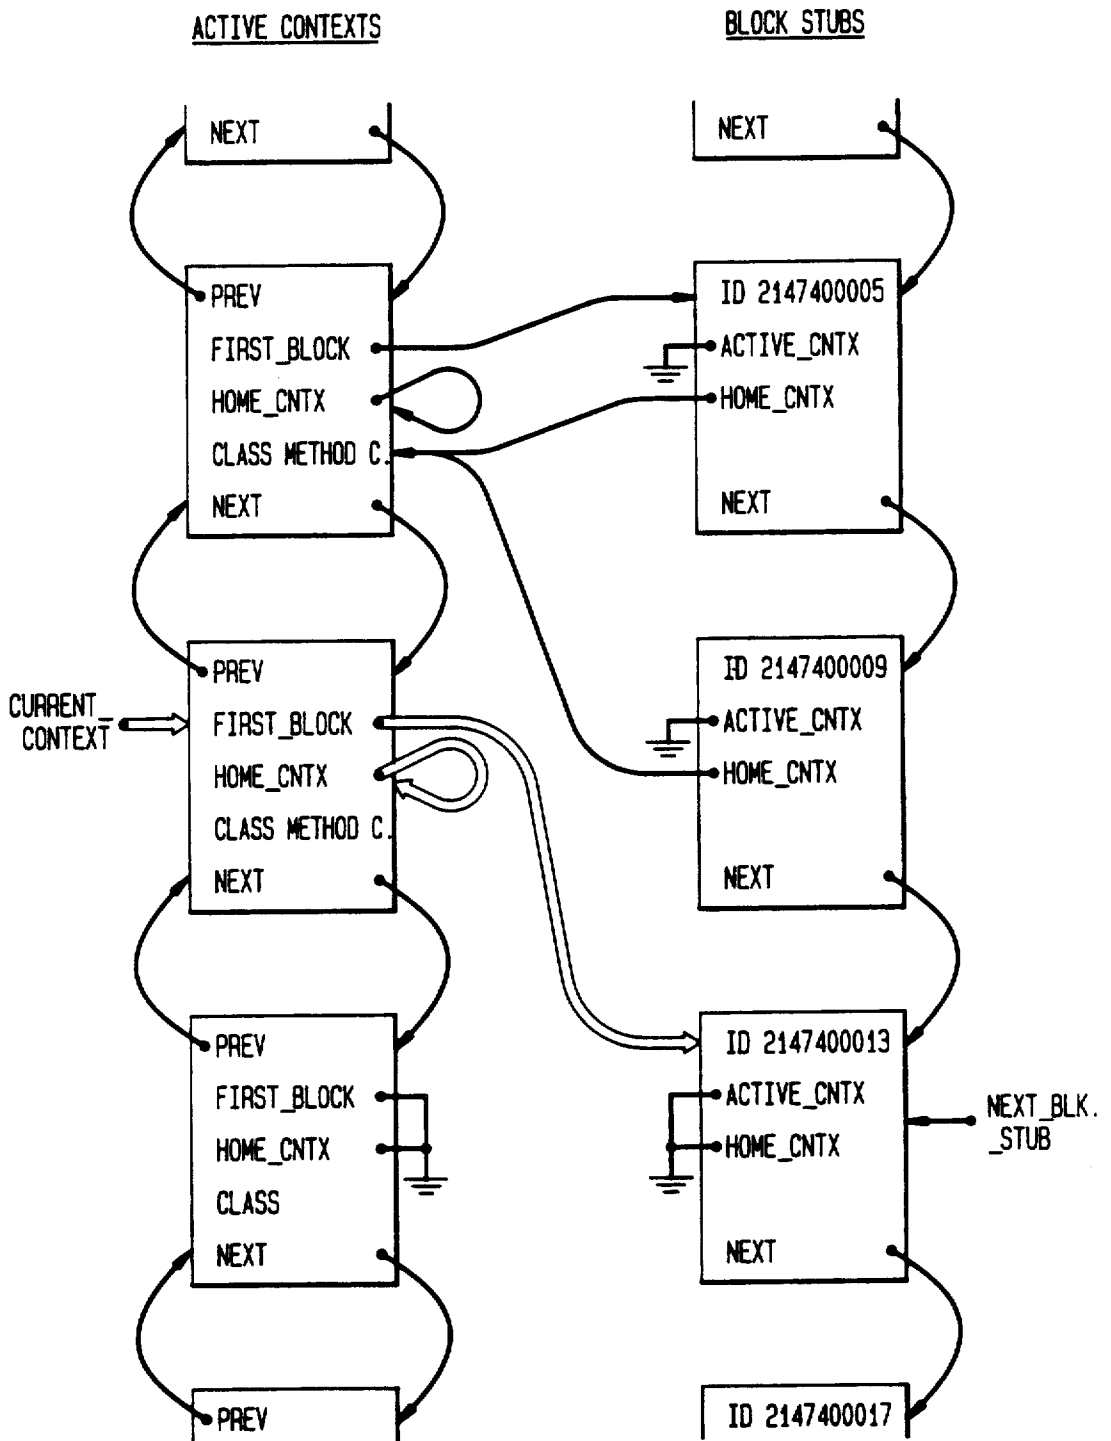 ACTIVE CONTEXTS
NEXT
PREV
FIRST_BLOCK
HOME_CNTX
CLASS METHOD C.
NEXT
CURRENT_
CONTEXT
PREV
FIRST_BLOCK
HOME_CNTX
CLASS METHOD C.
NEXT
PREV
FIRST_BLOCK
HOME_CNTX
CLASS
NEXT
PREV
BLOCK STUBS
NEXT
ID 2147400005
ACTIVE_CNTX
HOME_CNTX
NEXT
ID 2147400009
ACTIVE_CNTX
HOME_CNTX
NEXT
ID 2147400013
ACTIVE_CNTX
HOME_CNTX
NEXT
NEXT_BLK.
_STUB
ID 2147400017